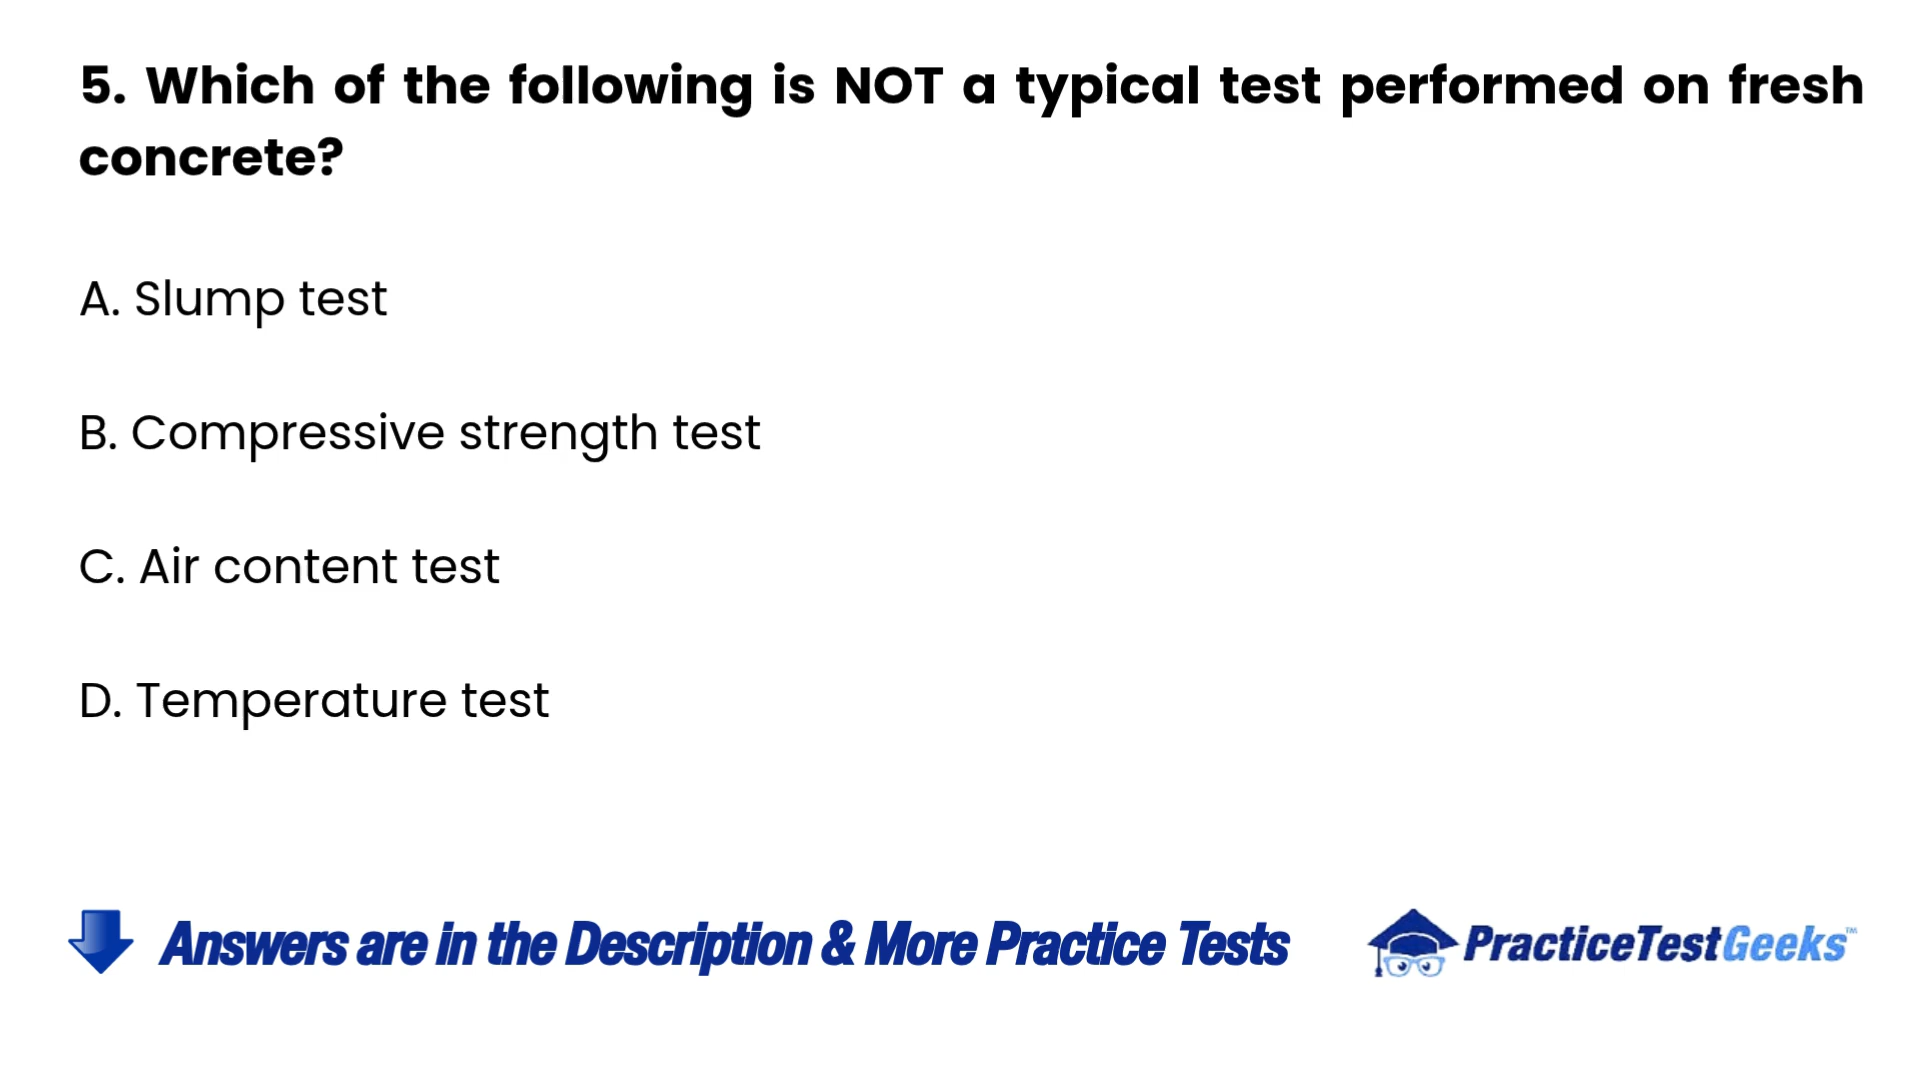 5. Which of the following is NOT a typical test performed on fresh
concrete?
A. Slump test
B. Compressive strength test
C. Air content test
D. Temperature test
Answers are in the Description & More Practice Tests
PracticeTestGeeks™